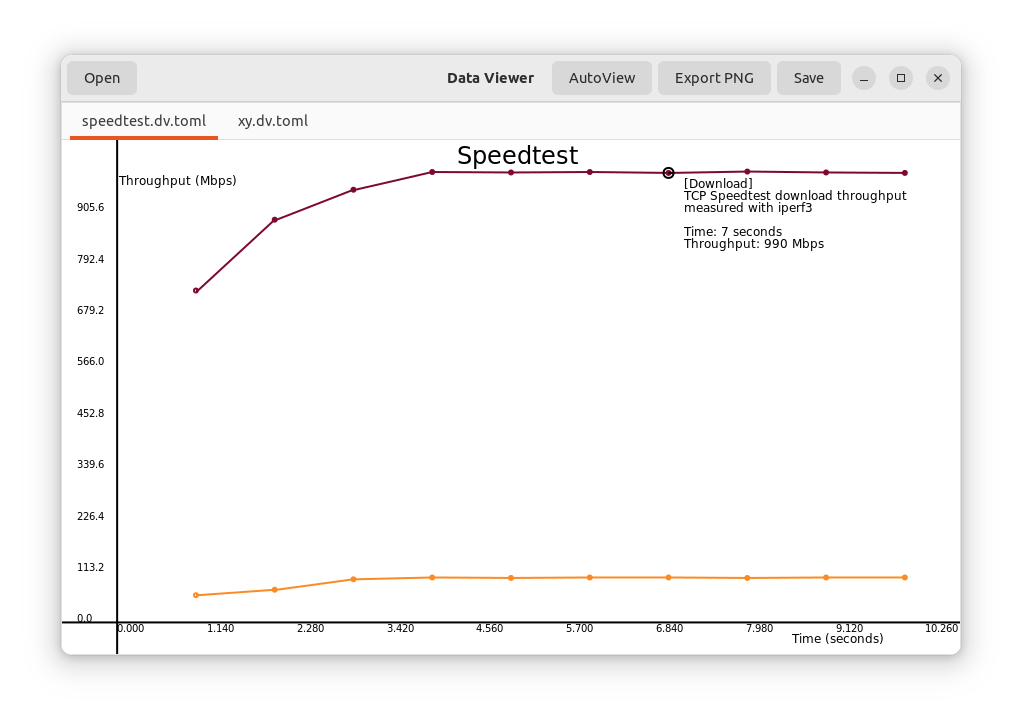 Open
Data Viewer
AutoView
Export PNG
Save
speedtest.dv.toml
xy.dv.toml
Speedtest
Throughput (Mbps)
[Download]
TCP Speedtest download throughput
measured with iperf3
Time: 7 seconds
Throughput: 990 Mbps
905.6
792.4
679.2
566.0
452.8
339.6
226.4
113.2
0.0
0.000 1.140 2.280 3.420 4.560 5.700 6.840 7.980 9.120 10.260
Time (seconds)